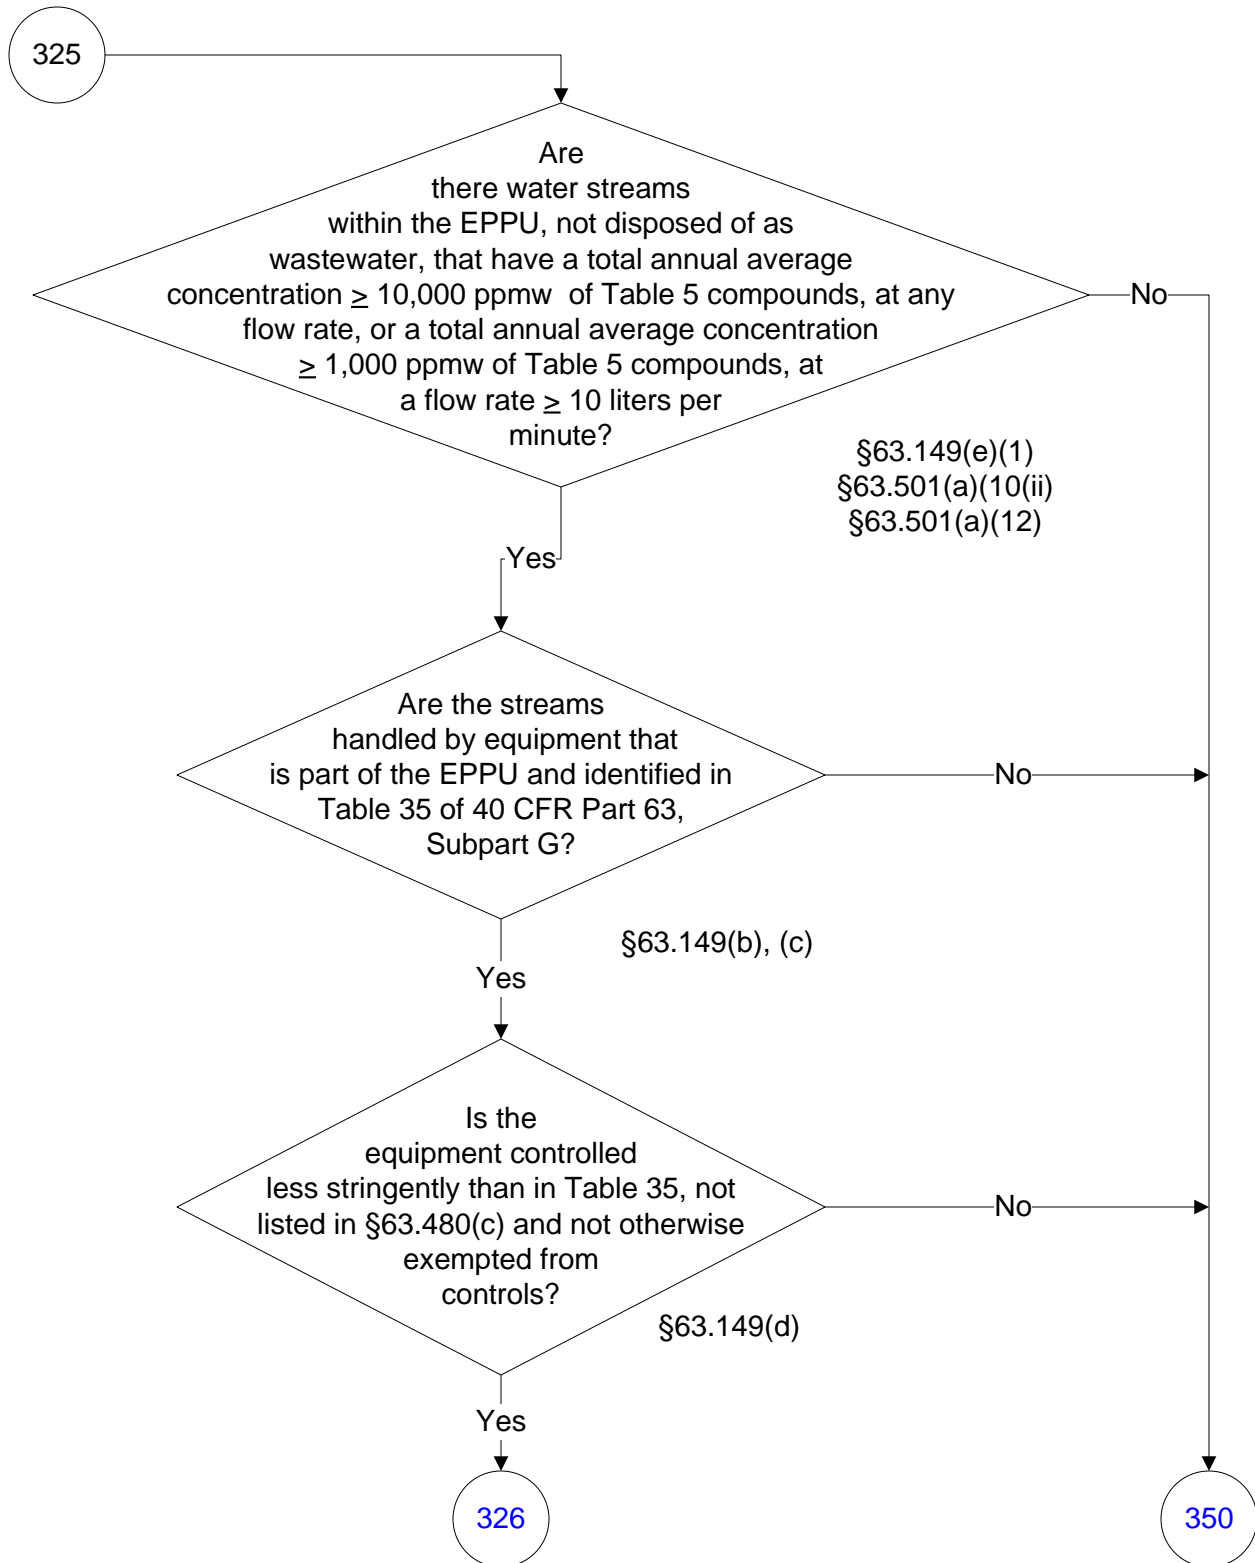 325
Are
there water streams
within the EPPU, not disposed of as
wastewater, that have a total annual average
concentration ≥ 10,000 ppmw  of Table 5 compounds, at any
flow rate, or a total annual average concentration
≥ 1,000 ppmw of Table 5 compounds, at
a flow rate ≥ 10 liters per
minute?
No
§63.149(e)(1)
§63.501(a)(10(ii)
§63.501(a)(12)
Yes
Are the streams
handled by equipment that
is part of the EPPU and identified in
Table 35 of 40 CFR Part 63,
Subpart G?
No
§63.149(b), (c)
Yes
Is the
equipment controlled
less stringently than in Table 35, not
listed in §63.480(c) and not otherwise
exempted from
controls?
No
§63.149(d)
Yes
326
350